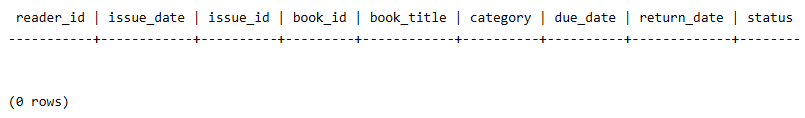 reader_id | issue_date | issue_id | book_id | book_title | category | due_date | return_date | status
-----------+------------+----------+---------+------------+----------+----------+-------------+--------
(0 rows)